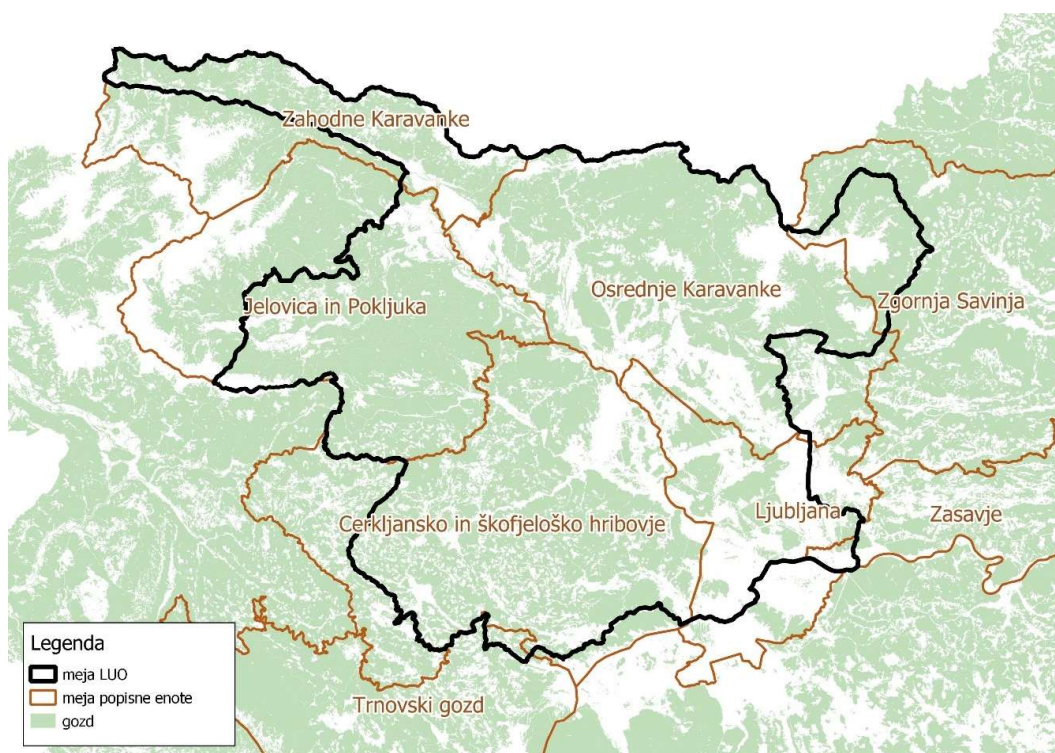 Zahodne Karavanke
Jelovica in Pokljuka
Osrednje Karavanke
Zgornja Savinja
Cerkljansko in škofjeloško hribovje
Ljubljana
Zasavje
Trnovski gozd
Legenda
meja LUO
meja popisne enote
gozd